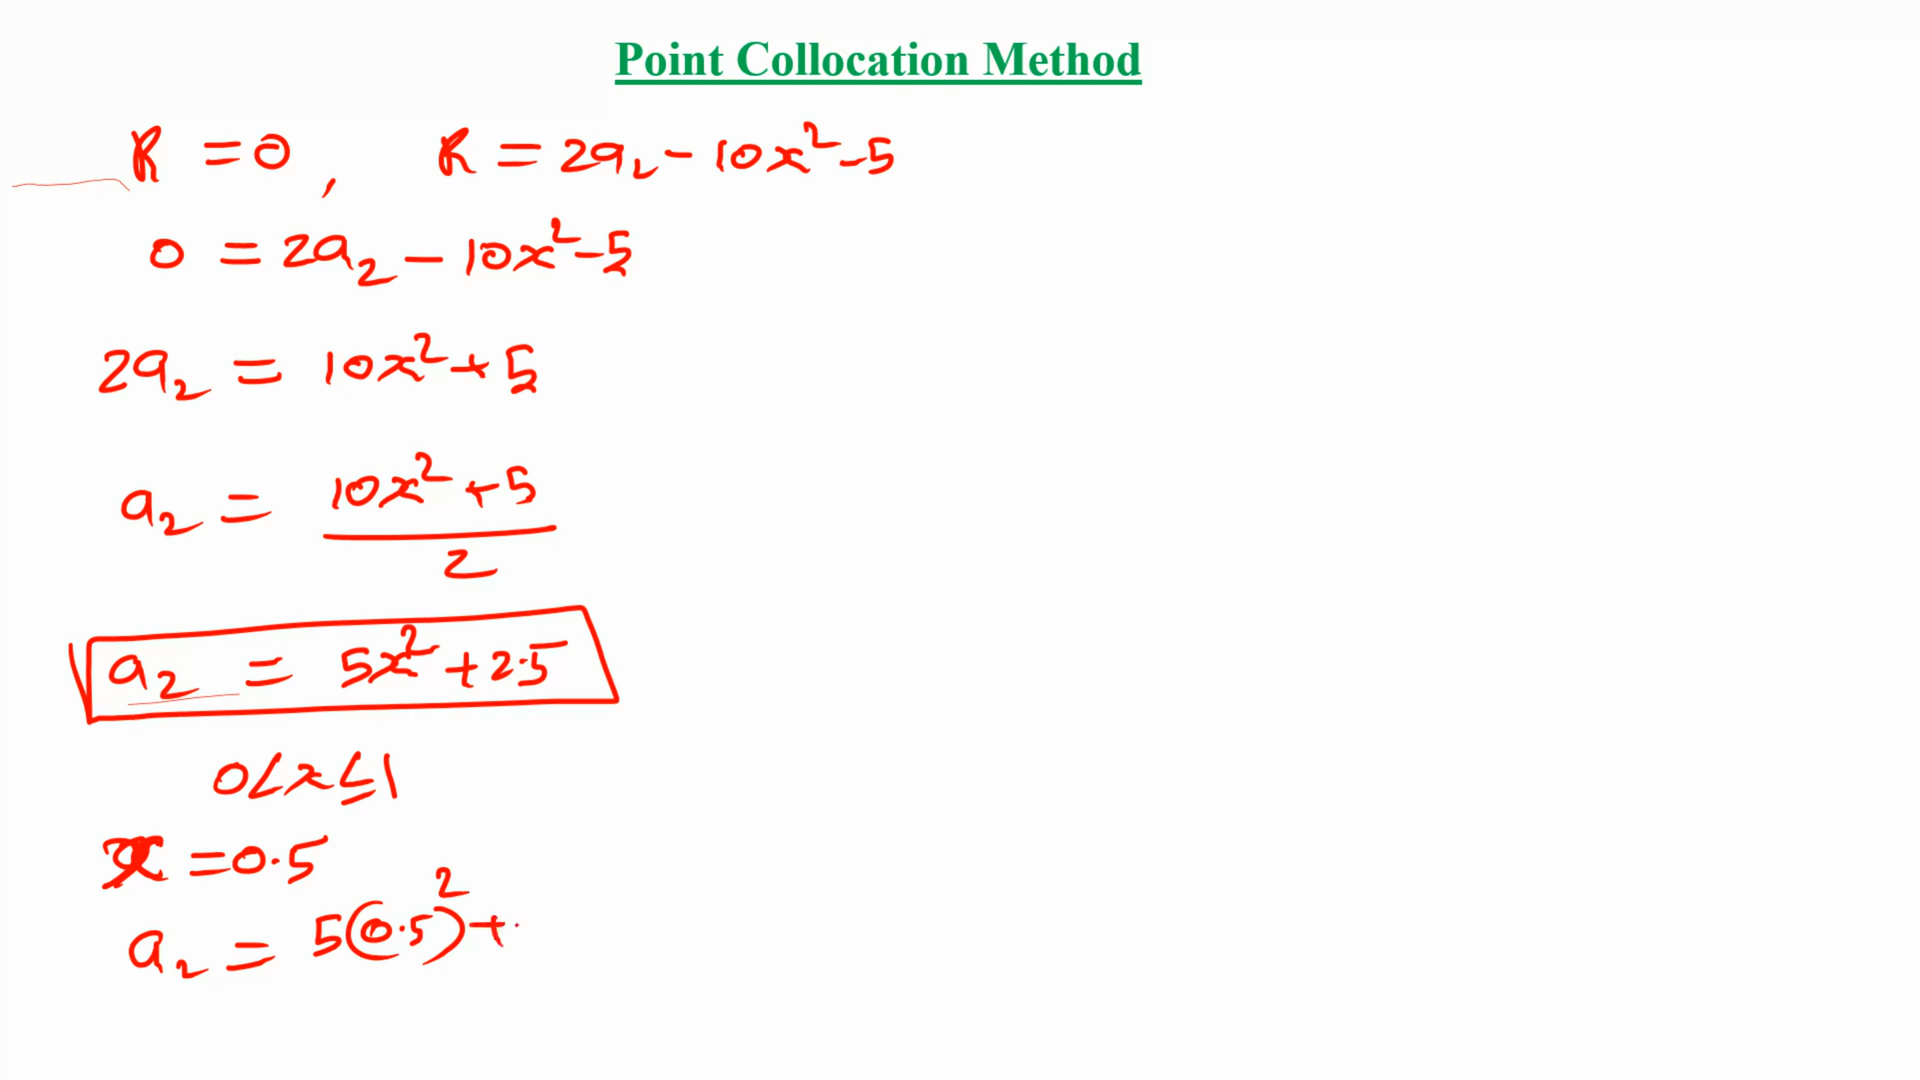 Point Collocation Method
R = 0 , R = 2a₂ - 10x² - 5
0 = 2a₂ - 10x² - 5
2a₂ = 10x² + 5
a₂ = 10x² + 5
2
a₂ = 5x² + 2.5
0 < x ≤ 1
x = 0.5
a₂ = 5(0.5)² +